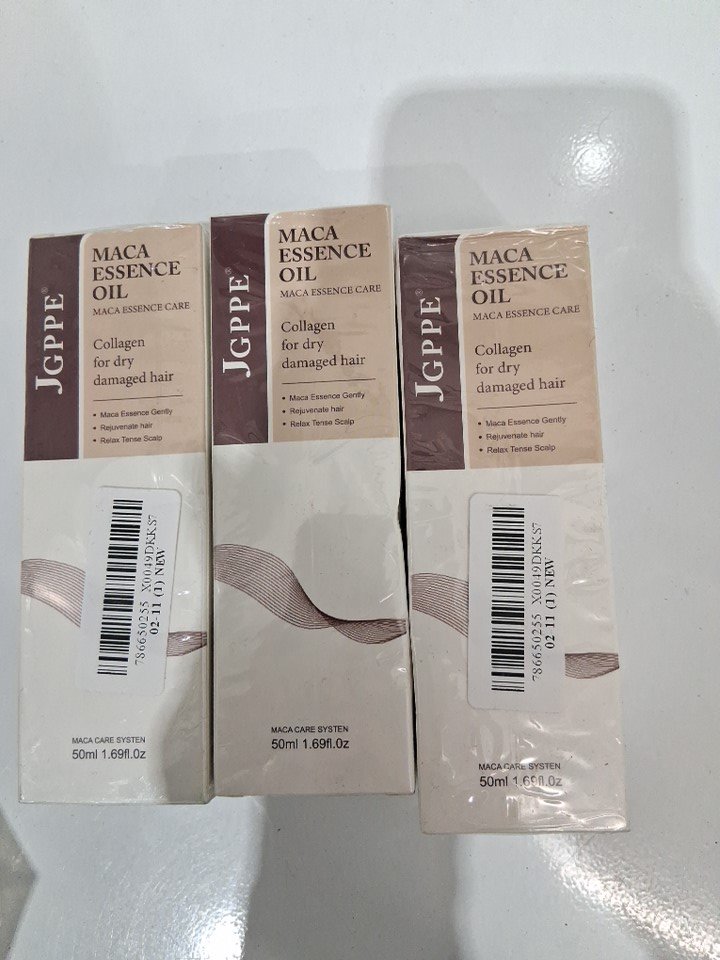 JGPPE®
MACA
ESSENCE
OIL
MACA ESSENCE CARE
Collagen
for dry
damaged hair
• Maca Essence Gently
• Rejuvenate hair
• Relax Tense Scalp
786650255 X0049DKKS7
02-11 (1) NEW
MACA CARE SYSTEN
50ml 1.69fl.0z
JGPPE®
MACA
ESSENCE
OIL
MACA ESSENCE CARE
Collagen
for dry
damaged hair
• Maca Essence Gently
• Rejuvenate hair
• Relax Tense Scalp
MACA CARE SYSTEN
50ml 1.69fl.0z
JGPPE®
MACA
ESSENCE
OIL
MACA ESSENCE CARE
Collagen
for dry
damaged hair
• Maca Essence Gently
• Rejuvenate hair
• Relax Tense Scalp
786650255 X0049DKKS7
02 11 (1) NEW
MACA CARE SYSTEN
50ml 1.69fl.0z